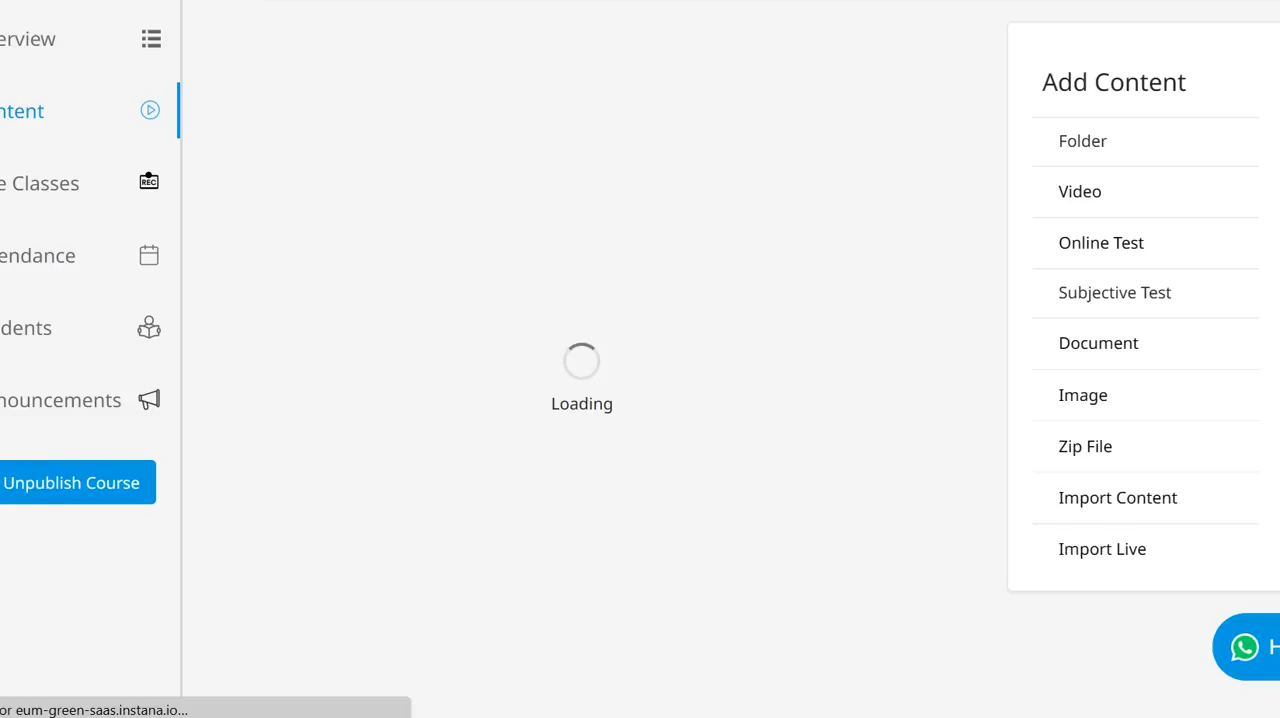 erview
ntent
e Classes
REC
endance
dents
nouncements
Unpublish Course
Loading
Add Content
Folder
Video
Online Test
Subjective Test
Document
Image
Zip File
Import Content
Import Live
H
or eum-green-saas.instana.io...